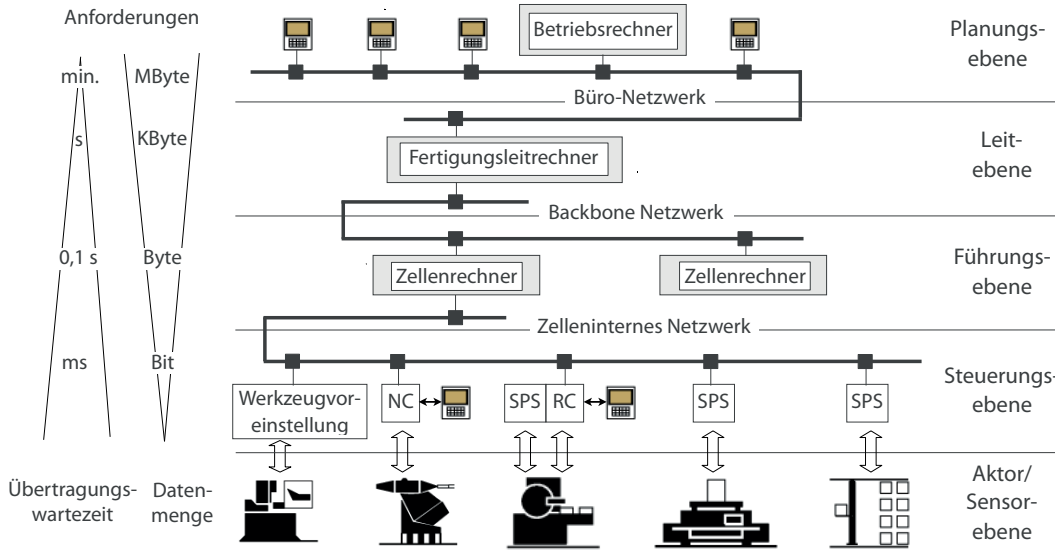 Anforderungen
min.
MByte
s
KByte
0,1 s
Byte
ms
Bit
Übertragungs-
wartezeit
Daten-
menge
Betriebsrechner
Planungs-
ebene
Büro-Netzwerk
Fertigungsleitrechner
Leit-
ebene
Backbone Netzwerk
Zellenrechner
Zellenrechner
Führungs-
ebene
Zelleninternes Netzwerk
Werkzeugvor-
einstellung
NC
SPS
RC
SPS
SPS
Steuerungs-
ebene
Aktor/
Sensor-
ebene